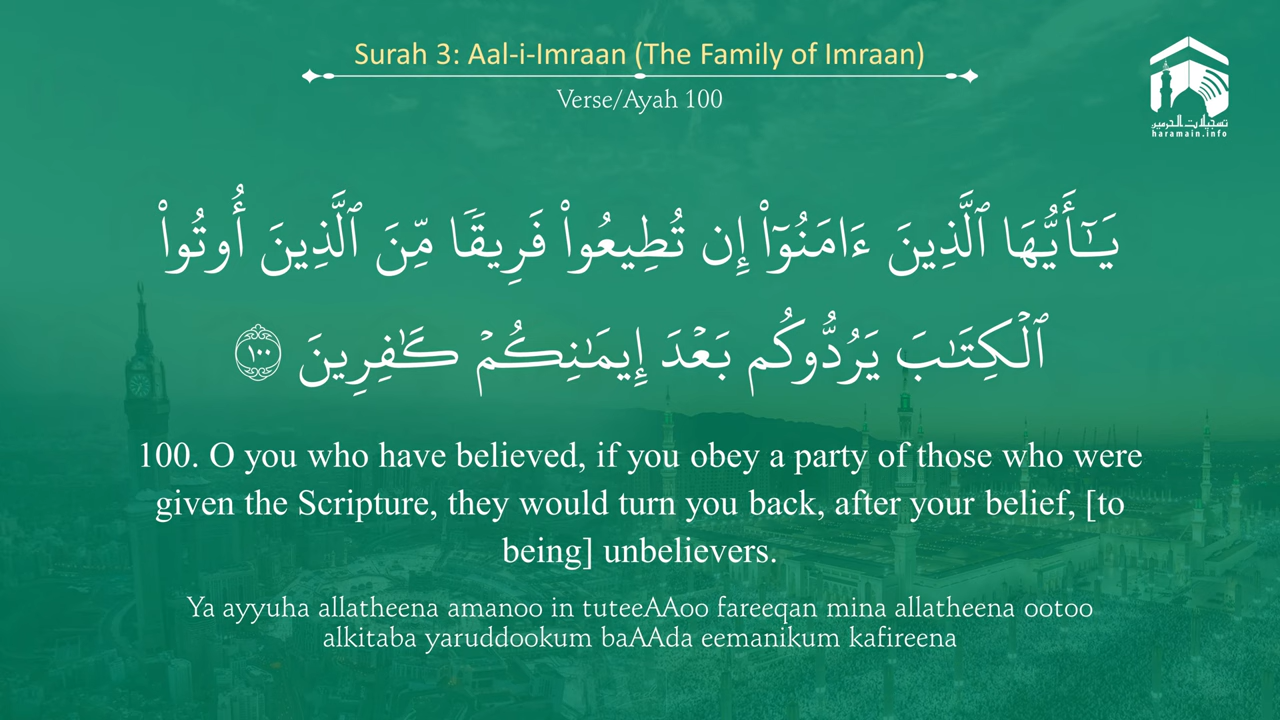 Surah 3: Aal-i-Imraan (The Family of Imraan)
Verse/Ayah 100
تسجيلات الحرمين
haramain.info
يَـٰٓأَيُّهَا ٱلَّذِينَ ءَامَنُوٓا۟ إِن تُطِيعُوا۟ فَرِيقًا مِّنَ ٱلَّذِينَ أُوتُوا۟
ٱلْكِتَـٰبَ يَرُدُّوكُم بَعْدَ إِيمَـٰنِكُمْ كَـٰفِرِينَ ١٠٠
100. O you who have believed, if you obey a party of those who were
given the Scripture, they would turn you back, after your belief, [to
being] unbelievers.
Ya ayyuha allatheena amanoo in tuteeAAoo fareeqan mina allatheena ootoo
alkitaba yaruddookum baAAda eemanikum kafireena